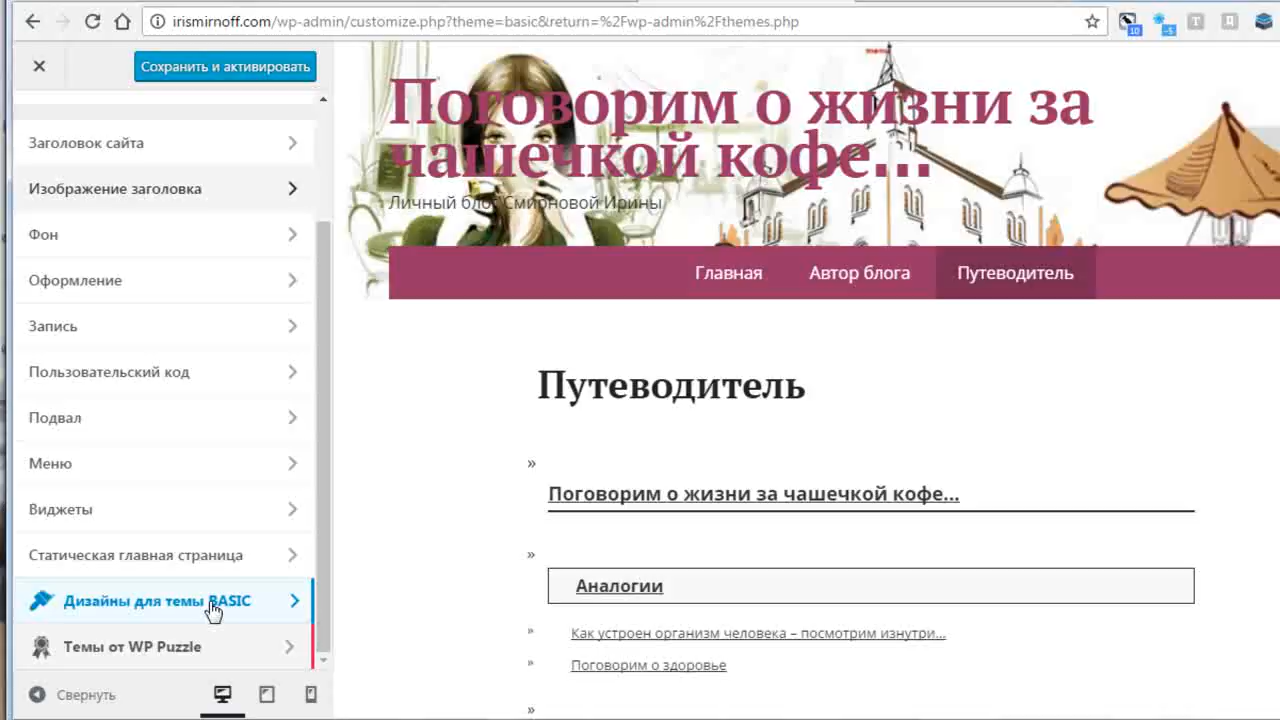 irismirnoff.com/wp-admin/customize.php?theme=basic&return=%2Fwp-admin%2Fthemes.php
10
-5
T
Сохранить и активировать
Заголовок сайта
Изображение заголовка
Фон
Оформление
Запись
Пользовательский код
Подвал
Меню
Виджеты
Статическая главная страница
Дизайны для темы BASIC
Темы от WP Puzzle
Свернуть
Поговорим о жизни за
чашечкой кофе...
Личный блог Смирновой Ирины
Главная
Автор блога
Путеводитель
Путеводитель
»
Поговорим о жизни за чашечкой кофе...
»
Аналогии
» Как устроен организм человека – посмотрим изнутри...
» Поговорим о здоровье
»